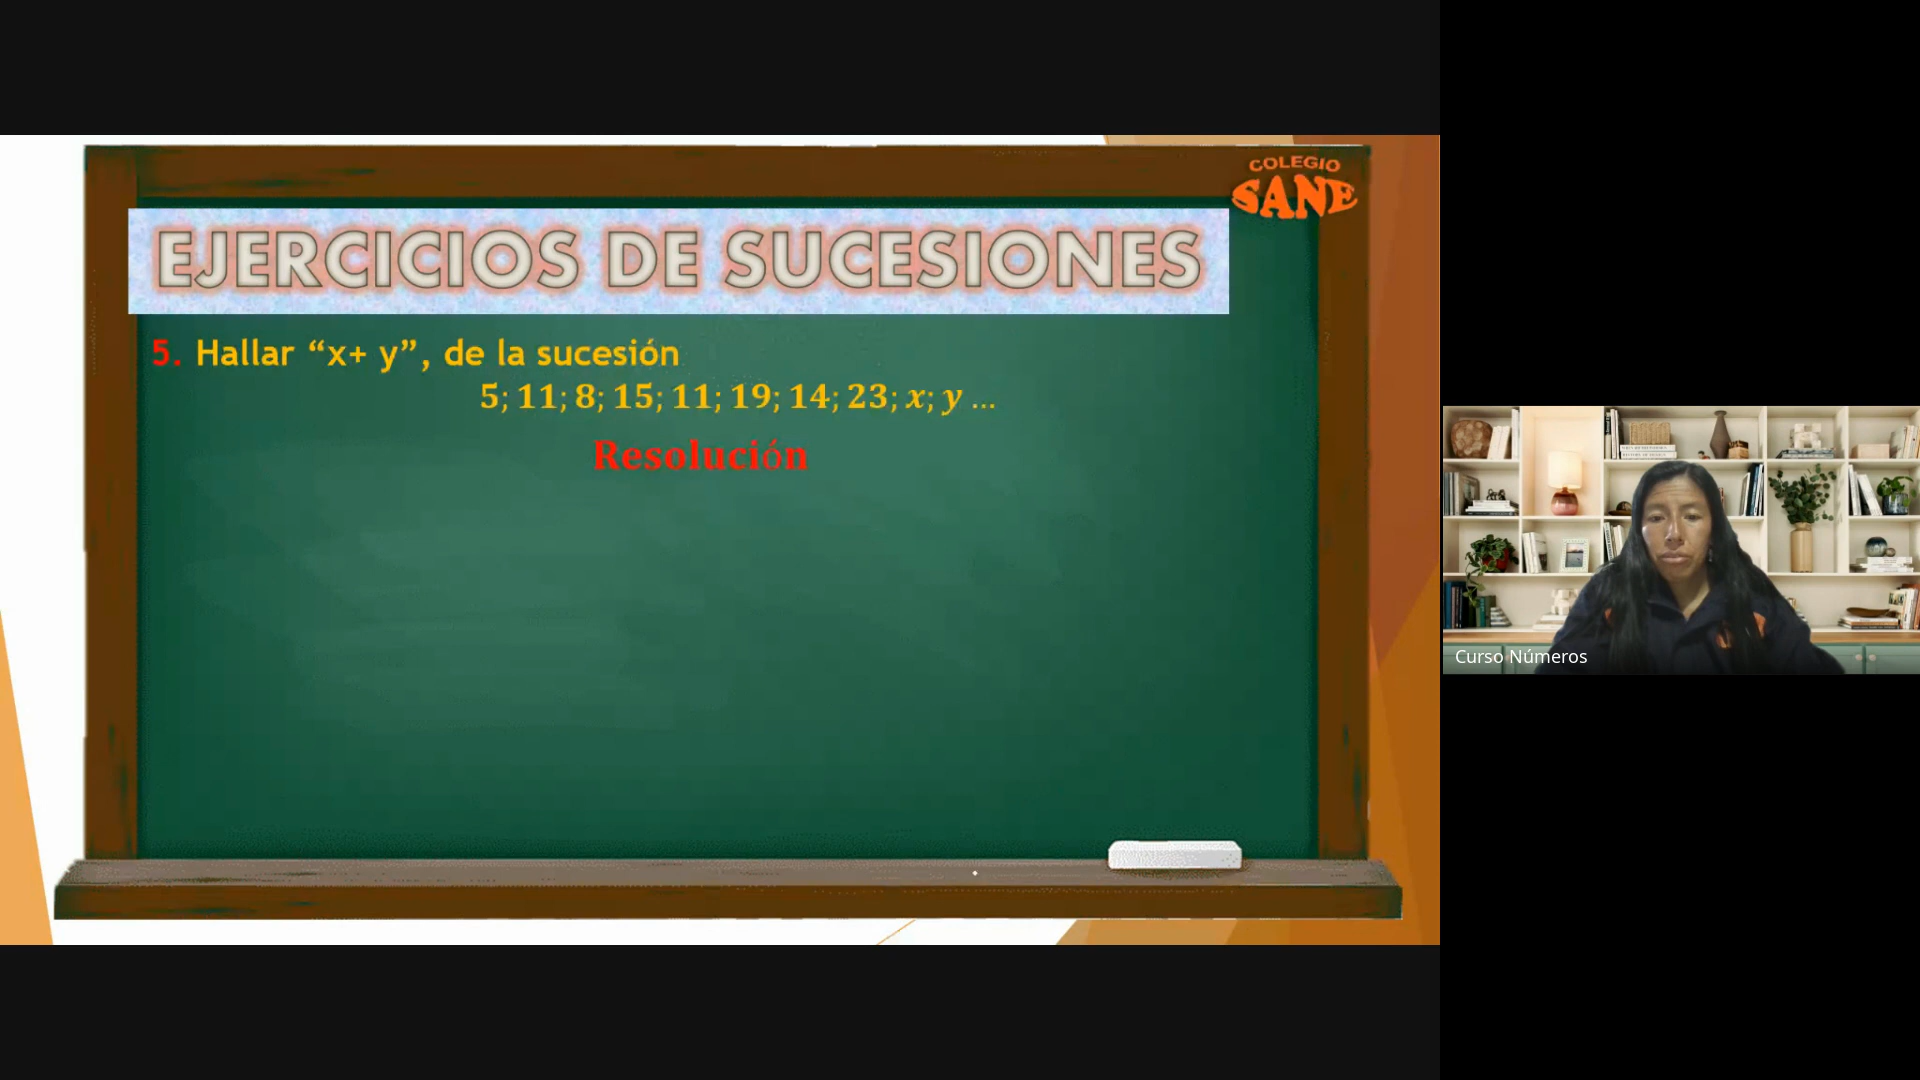 COLEGIO
SANE
EJERCICIOS DE SUCESIONES
5. Hallar “x+ y”, de la sucesión
5; 11; 8; 15; 11; 19; 14; 23; x; y ...
Resolución
Curso Números